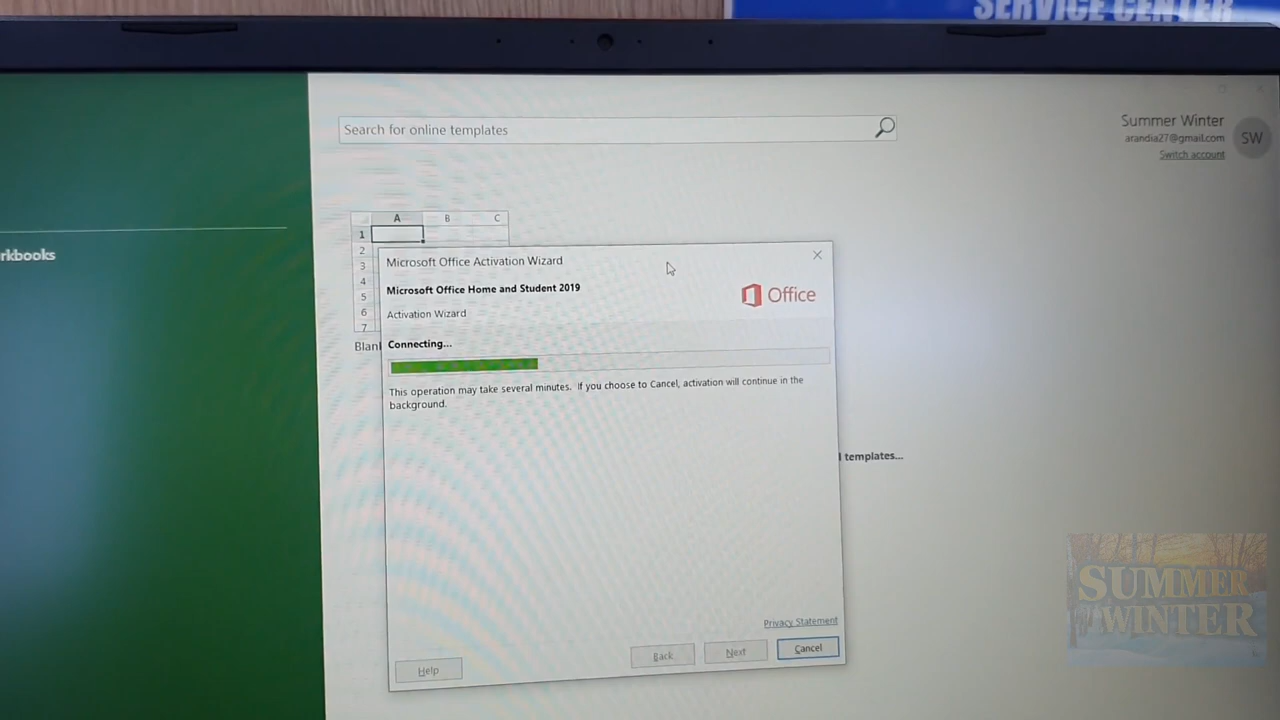 SERVICE CENTER
Search for online templates
Summer Winter
arandia27@gmail.com
SW
Switch account
rkbooks
A B C
1
2
3
4
5
6
7
Blank
Microsoft Office Activation Wizard
Microsoft Office Home and Student 2019
Office
Activation Wizard
Connecting...
This operation may take several minutes. If you choose to Cancel, activation will continue in the
background.
l templates...
Privacy Statement
Help
Back
Next
Cancel
SUMMER
WINTER